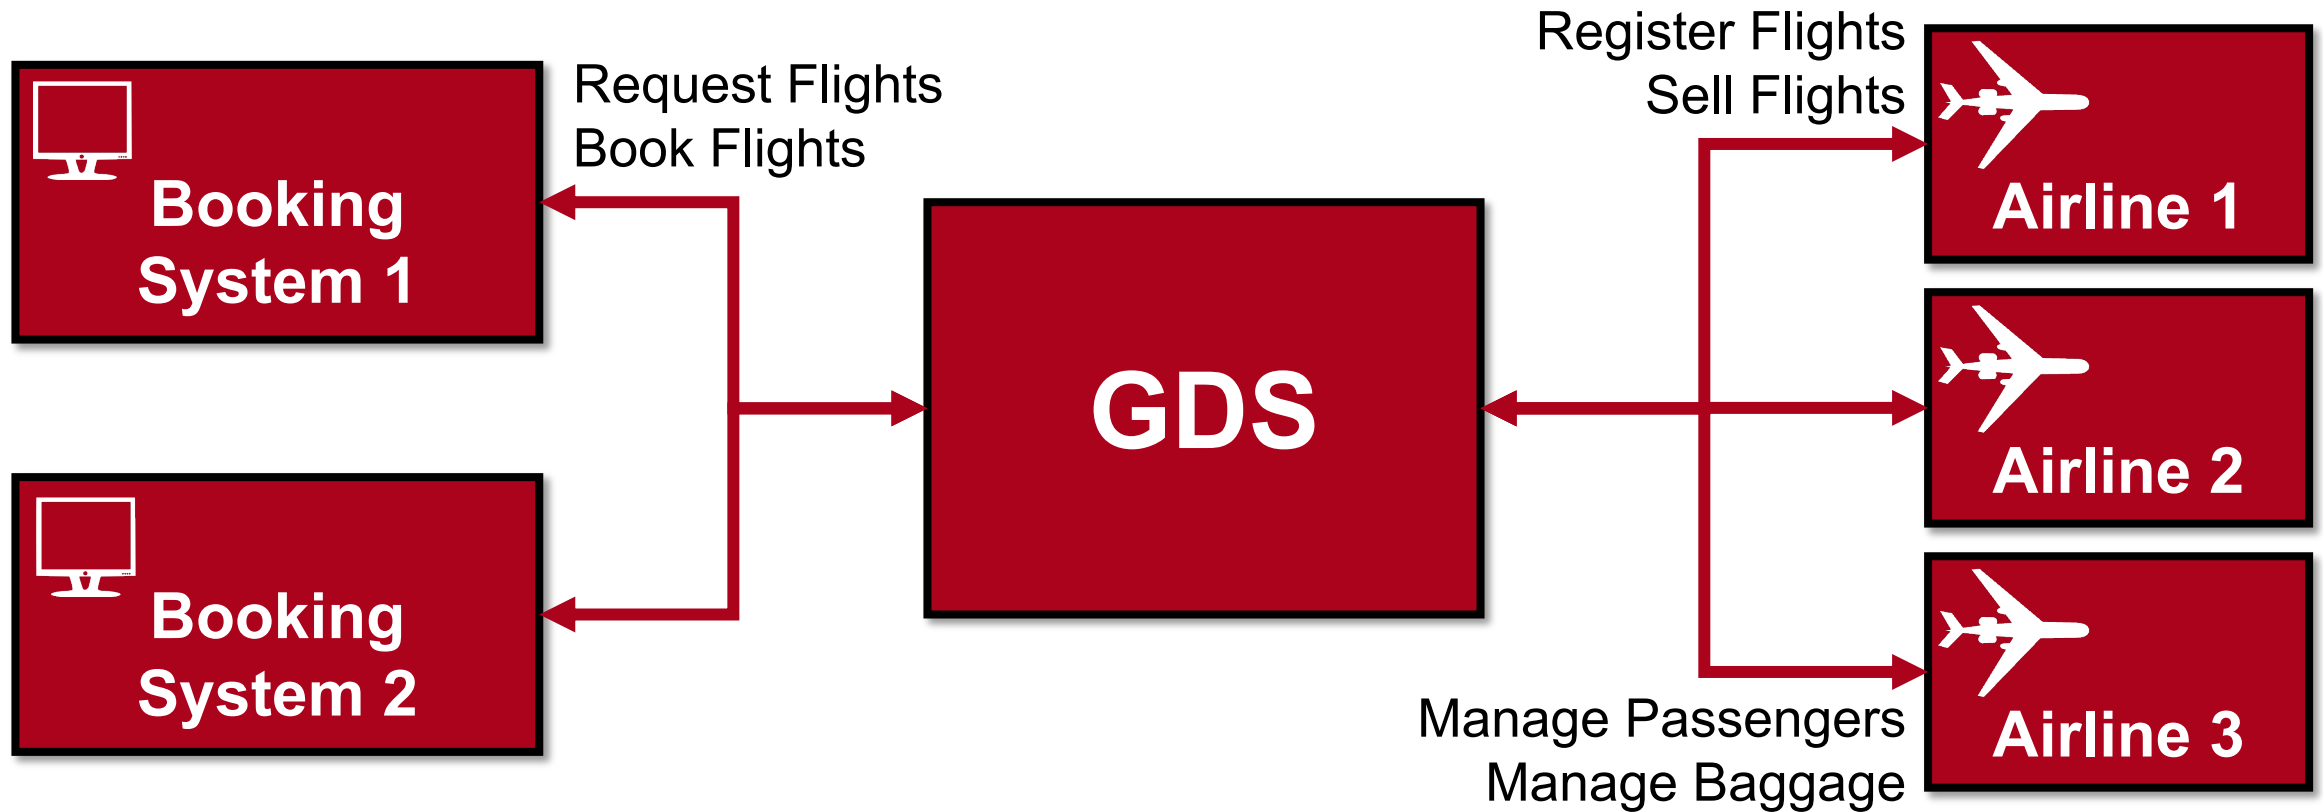 Request Flights
Book Flights
Booking
System 1
Booking
System 2
GDS
Register Flights
Sell Flights
Airline 1
Airline 2
Airline 3
Manage Passengers
Manage Baggage